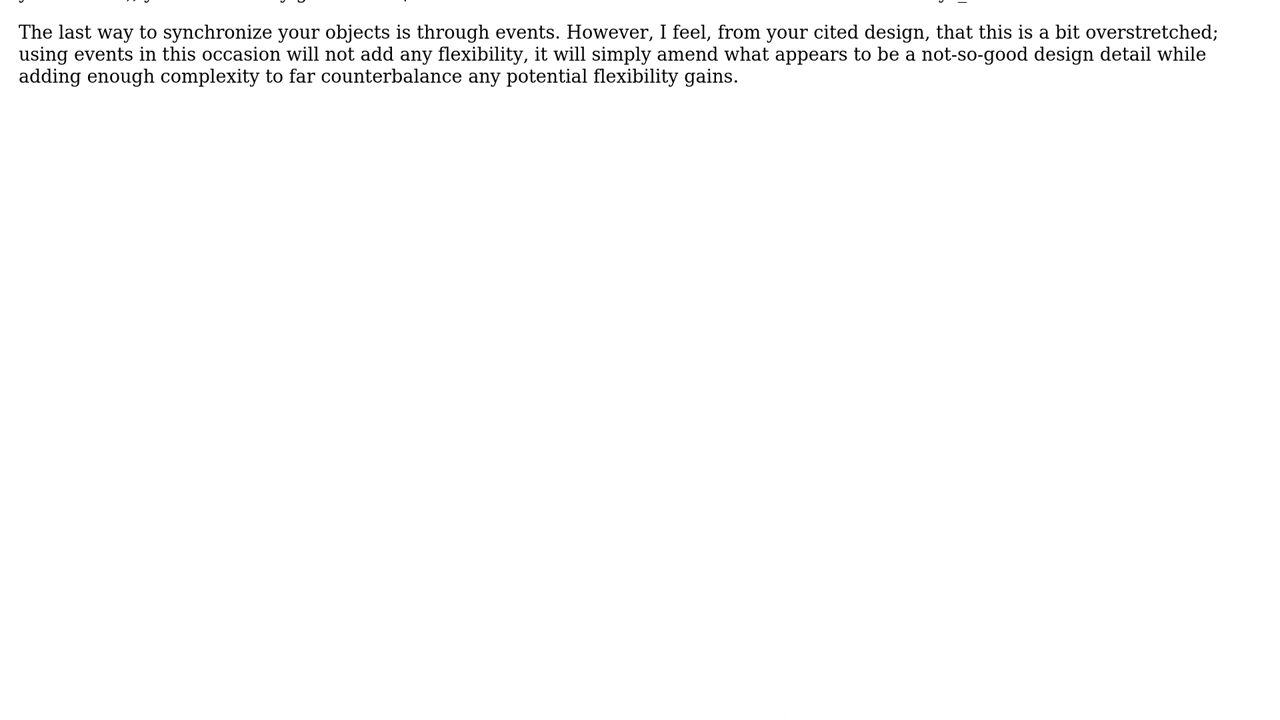 The last way to synchronize your objects is through events. However, I feel, from your cited design, that this is a bit overstretched;
using events in this occasion will not add any flexibility, it will simply amend what appears to be a not-so-good design detail while
adding enough complexity to far counterbalance any potential flexibility gains.